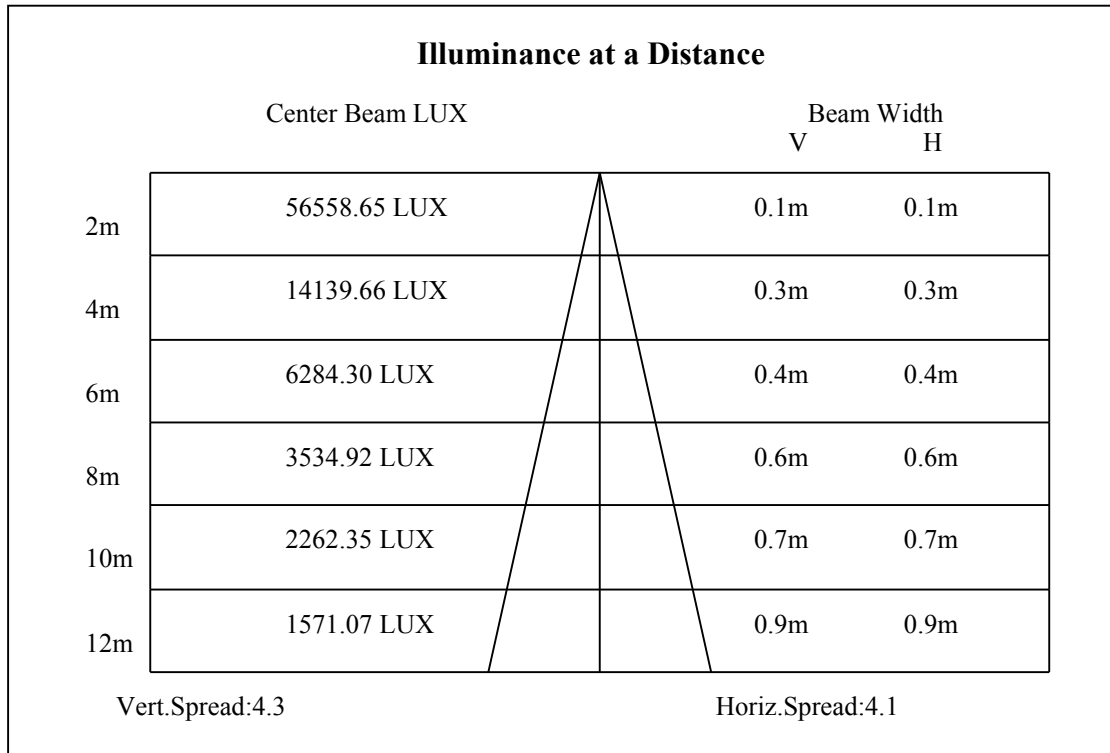 Illuminance at a Distance
Center Beam LUX Beam Width
V H
2m 56558.65 LUX 0.1m 0.1m
4m 14139.66 LUX 0.3m 0.3m
6m 6284.30 LUX 0.4m 0.4m
8m 3534.92 LUX 0.6m 0.6m
10m 2262.35 LUX 0.7m 0.7m
12m 1571.07 LUX 0.9m 0.9m
Vert.Spread:4.3 Horiz.Spread:4.1